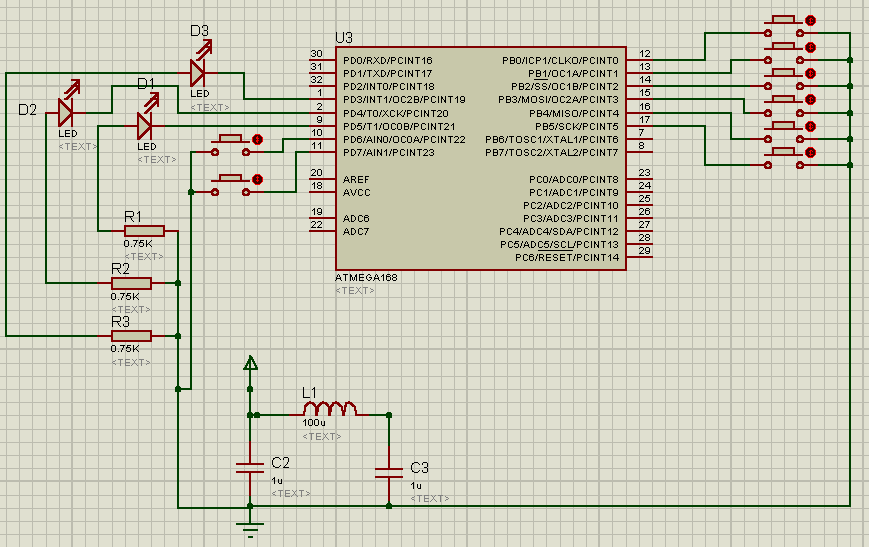 D3
U3
30 PD0/RXD/PCINT16 PB0/ICP1/CLKO/PCINT0 12
31 PD1/TXD/PCINT17 PB1/OC1A/PCINT1 13
32 PD2/INT0/PCINT18 PB2/SS/OC1B/PCINT2 14
1 PD3/INT1/OC2B/PCINT19 PB3/MOSI/OC2A/PCINT3 15
2 PD4/T0/XCK/PCINT20 PB4/MISO/PCINT4 16
9 PD5/T1/OC0B/PCINT21 PB5/SCK/PCINT5 17
10 PD6/AIN0/OC0A/PCINT22 PB6/TOSC1/XTAL1/PCINT6 7
11 PD7/AIN1/PCINT23 PB7/TOSC2/XTAL2/PCINT7 8
20 AREF PC0/ADC0/PCINT8 23
18 AVCC PC1/ADC1/PCINT9 24
PC2/ADC2/PCINT10 25
19 ADC6 PC3/ADC3/PCINT11 26
22 ADC7 PC4/ADC4/SDA/PCINT12 27
PC5/ADC5/SCL/PCINT13 28
PC6/RESET/PCINT14 29
ATMEGA168
<TEXT>
LED
<TEXT>
D2
LED
<TEXT>
D1
LED
<TEXT>
R1
0.75K
<TEXT>
R2
0.75K
<TEXT>
R3
0.75K
<TEXT>
L1
100u
<TEXT>
C2
1u
<TEXT>
C3
1u
<TEXT>